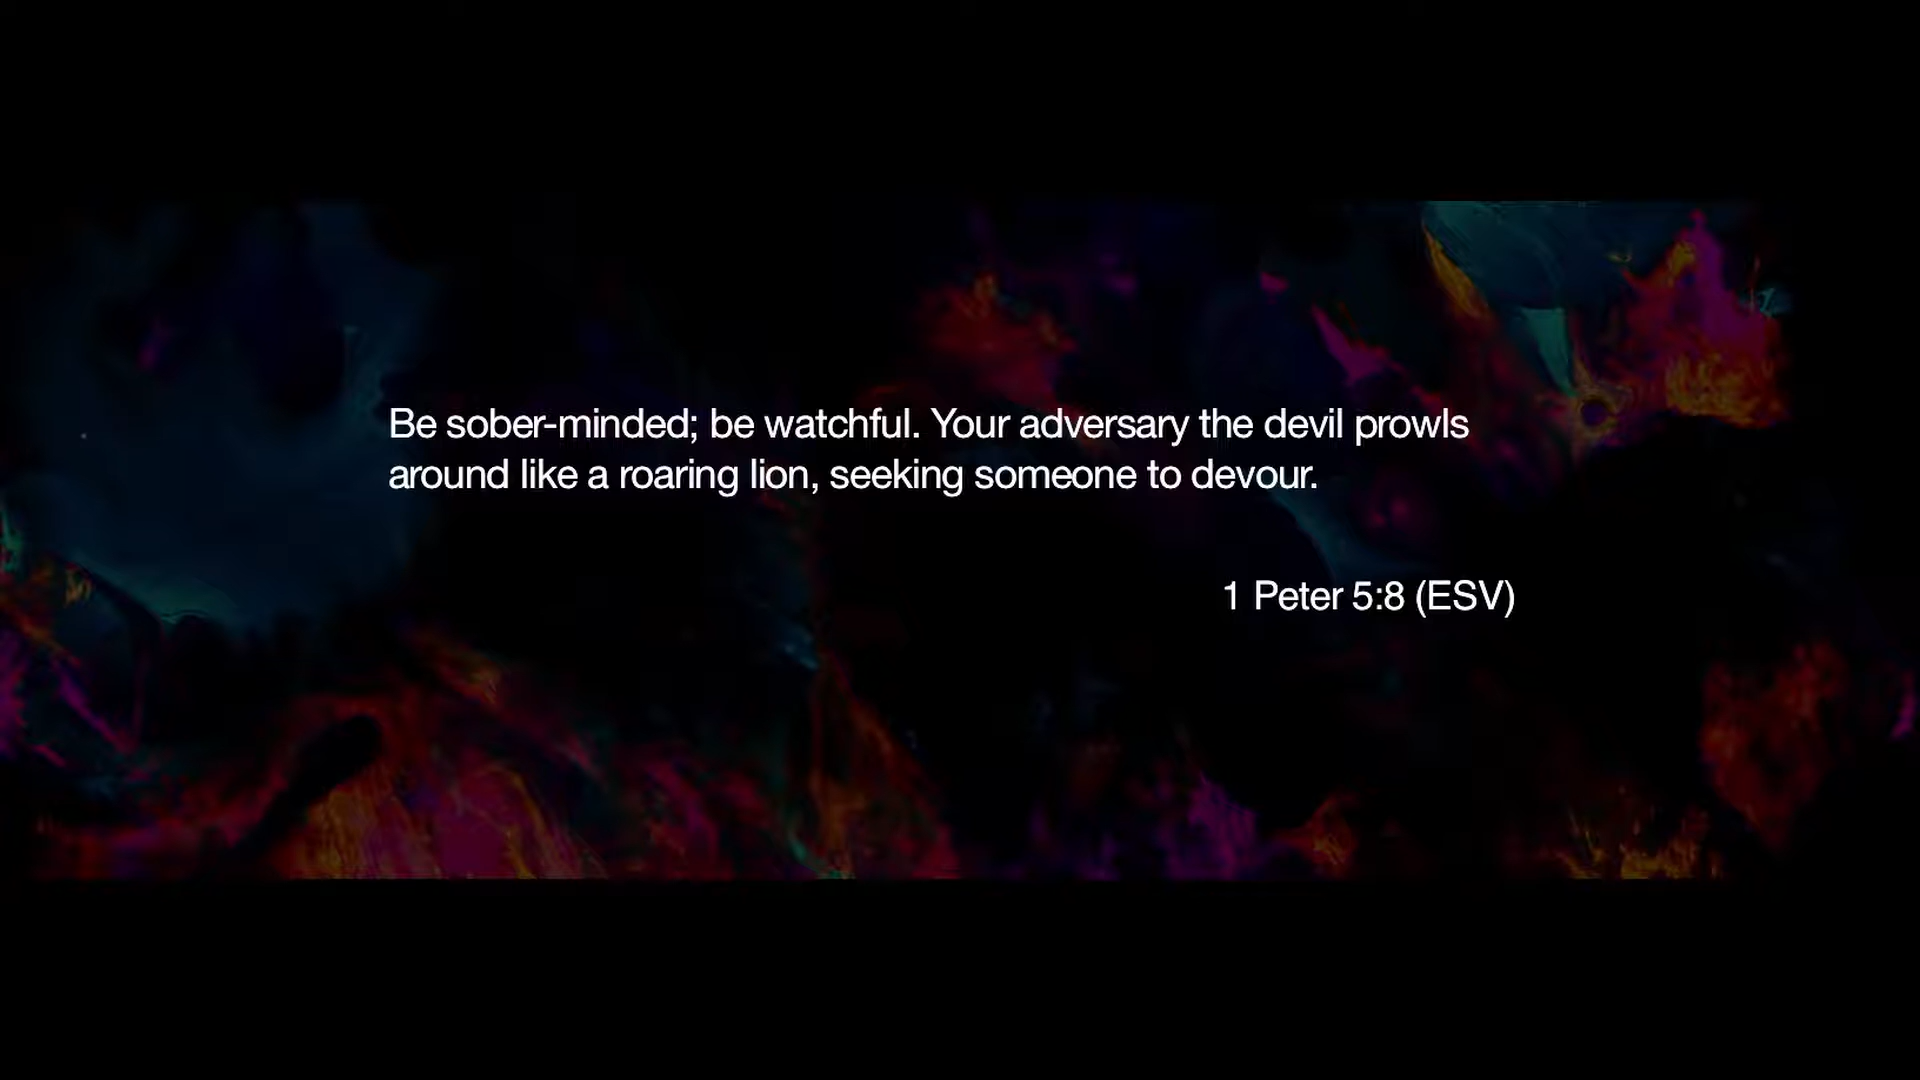 Be sober-minded; be watchful. Your adversary the devil prowls
around like a roaring lion, seeking someone to devour.
1 Peter 5:8 (ESV)